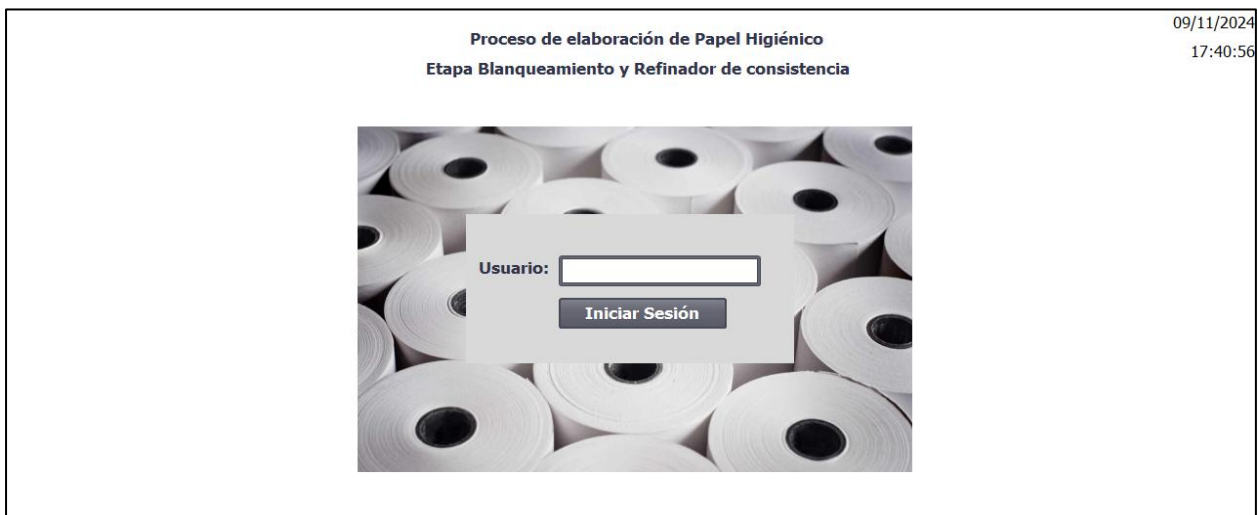 Proceso de elaboración de Papel Higiénico
Etapa Blanqueamiento y Refinador de consistencia
09/11/2024
17:40:56
Usuario:
Iniciar Sesión